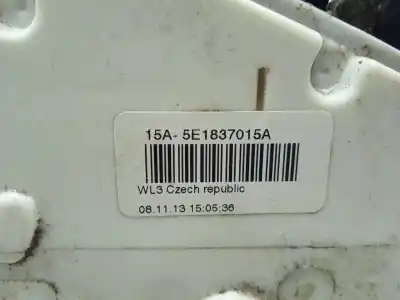 15A- 5E1837015A
WL3 Czech republic
08.11.13 15:05:36